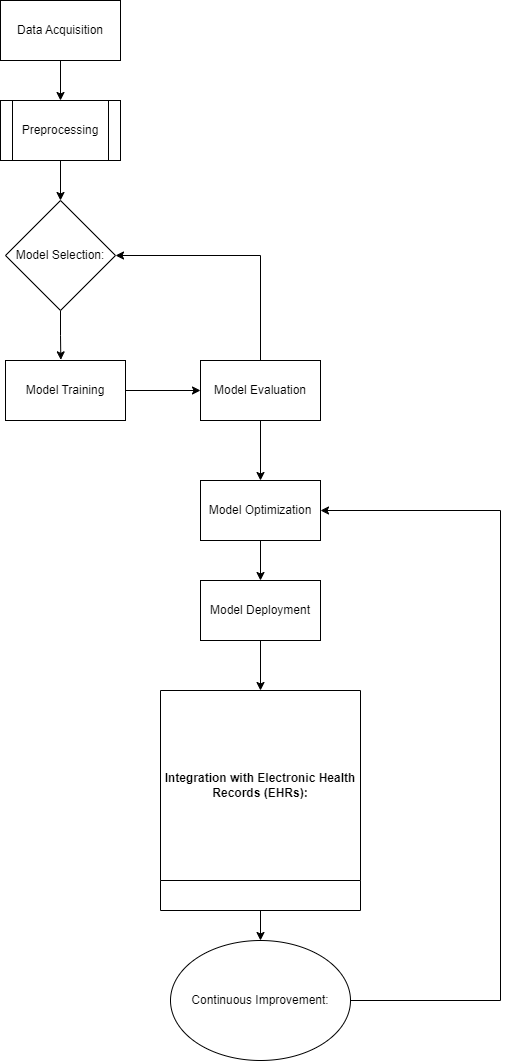 Data Acquisition
Preprocessing
Model Selection:
Model Training
Model Evaluation
Model Optimization
Model Deployment
Integration with Electronic Health
Records (EHRs):
Continuous Improvement: